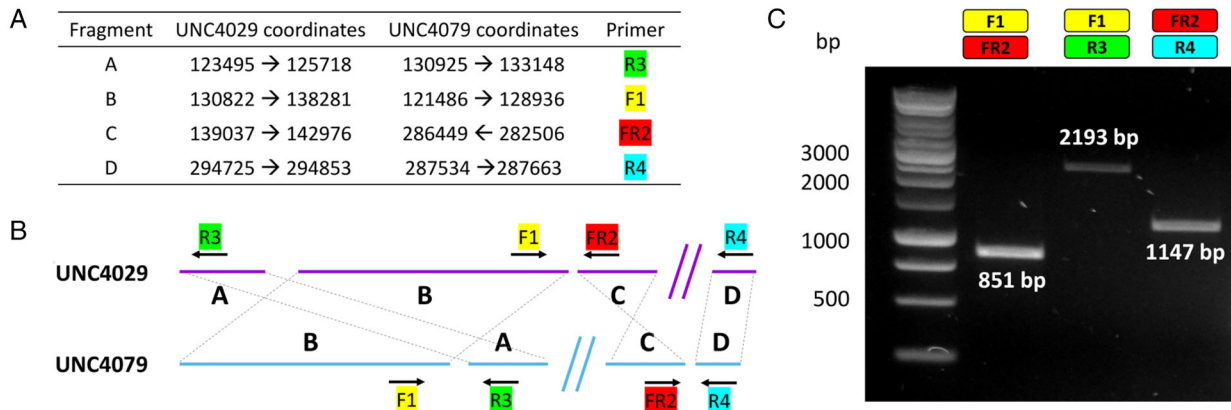 A
Fragment UNC4029 coordinates UNC4079 coordinates Primer
A 123495 → 125718 130925 → 133148 R3
B 130822 → 138281 121486 → 128936 F1
C 139037 → 142976 286449 ← 282506 FR2
D 294725 → 294853 287534 → 287663 R4
B
R3 F1 FR2 R4
UNC4029
A B C D
B A C D
UNC4079
F1 R3 FR2 R4
C
F1 F1 FR2
bp FR2 R3 R4
3000
2000
1000
500
2193 bp
851 bp
1147 bp